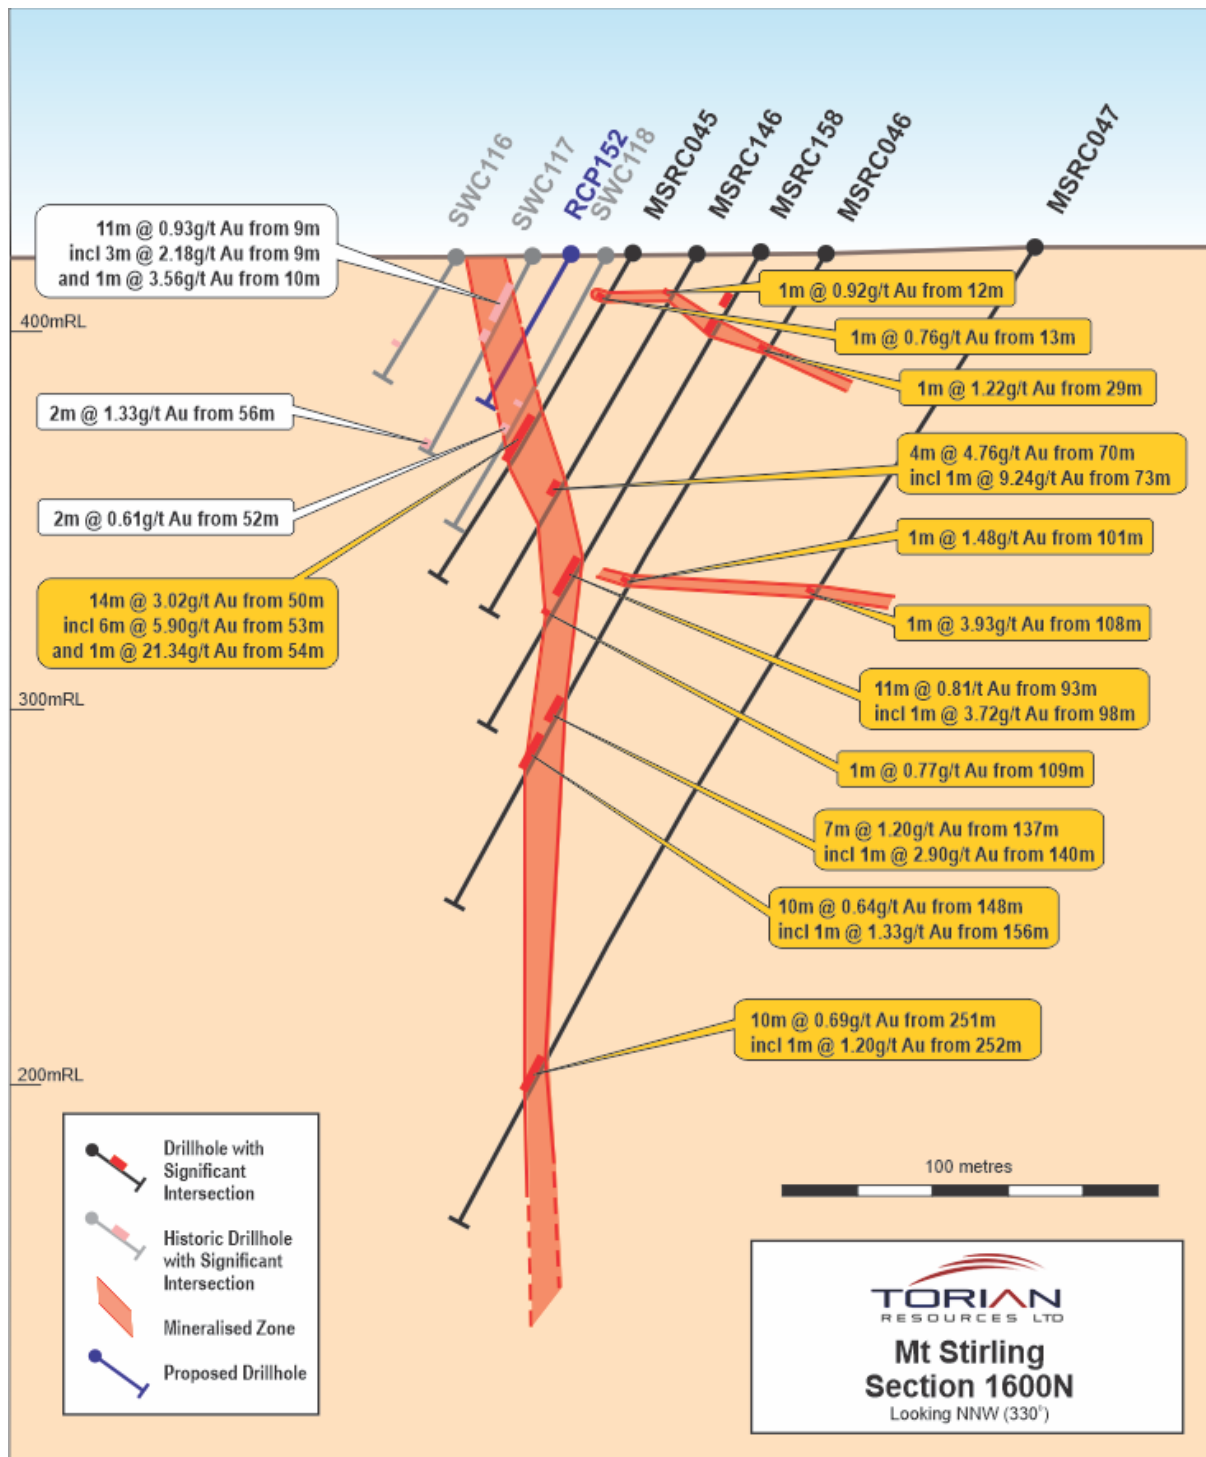 SWC116
SWC117
RCP152
SWC118
MSRC045
MSRC146
MSRC158
MSRC046
MSRC047
11m @ 0.93g/t Au from 9m
incl 3m @ 2.18g/t Au from 9m
and 1m @ 3.56g/t Au from 10m
1m @ 0.92g/t Au from 12m
400mRL
1m @ 0.76g/t Au from 13m
1m @ 1.22g/t Au from 29m
2m @ 1.33g/t Au from 56m
4m @ 4.76g/t Au from 70m
incl 1m @ 9.24g/t Au from 73m
2m @ 0.61g/t Au from 52m
1m @ 1.48g/t Au from 101m
14m @ 3.02g/t Au from 50m
incl 6m @ 5.90g/t Au from 53m
and 1m @ 21.34g/t Au from 54m
1m @ 3.93g/t Au from 108m
300mRL
11m @ 0.81/t Au from 93m
incl 1m @ 3.72g/t Au from 98m
1m @ 0.77g/t Au from 109m
7m @ 1.20g/t Au from 137m
incl 1m @ 2.90g/t Au from 140m
10m @ 0.64g/t Au from 148m
incl 1m @ 1.33g/t Au from 156m
10m @ 0.69g/t Au from 251m
incl 1m @ 1.20g/t Au from 252m
200mRL
Drillhole with
Significant
Intersection
Historic Drillhole
with Significant
Intersection
Mineralised Zone
Proposed Drillhole
100 metres
TORIAN
RESOURCES LTD
Mt Stirling
Section 1600N
Looking NNW (330°)